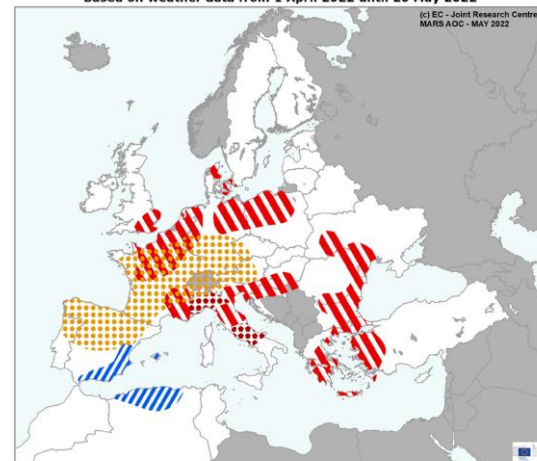 Based on weather data from 1 April 2022 until 20 May 2022
(c) EC - Joint Research Centre
MARS AOC - MAY 2022